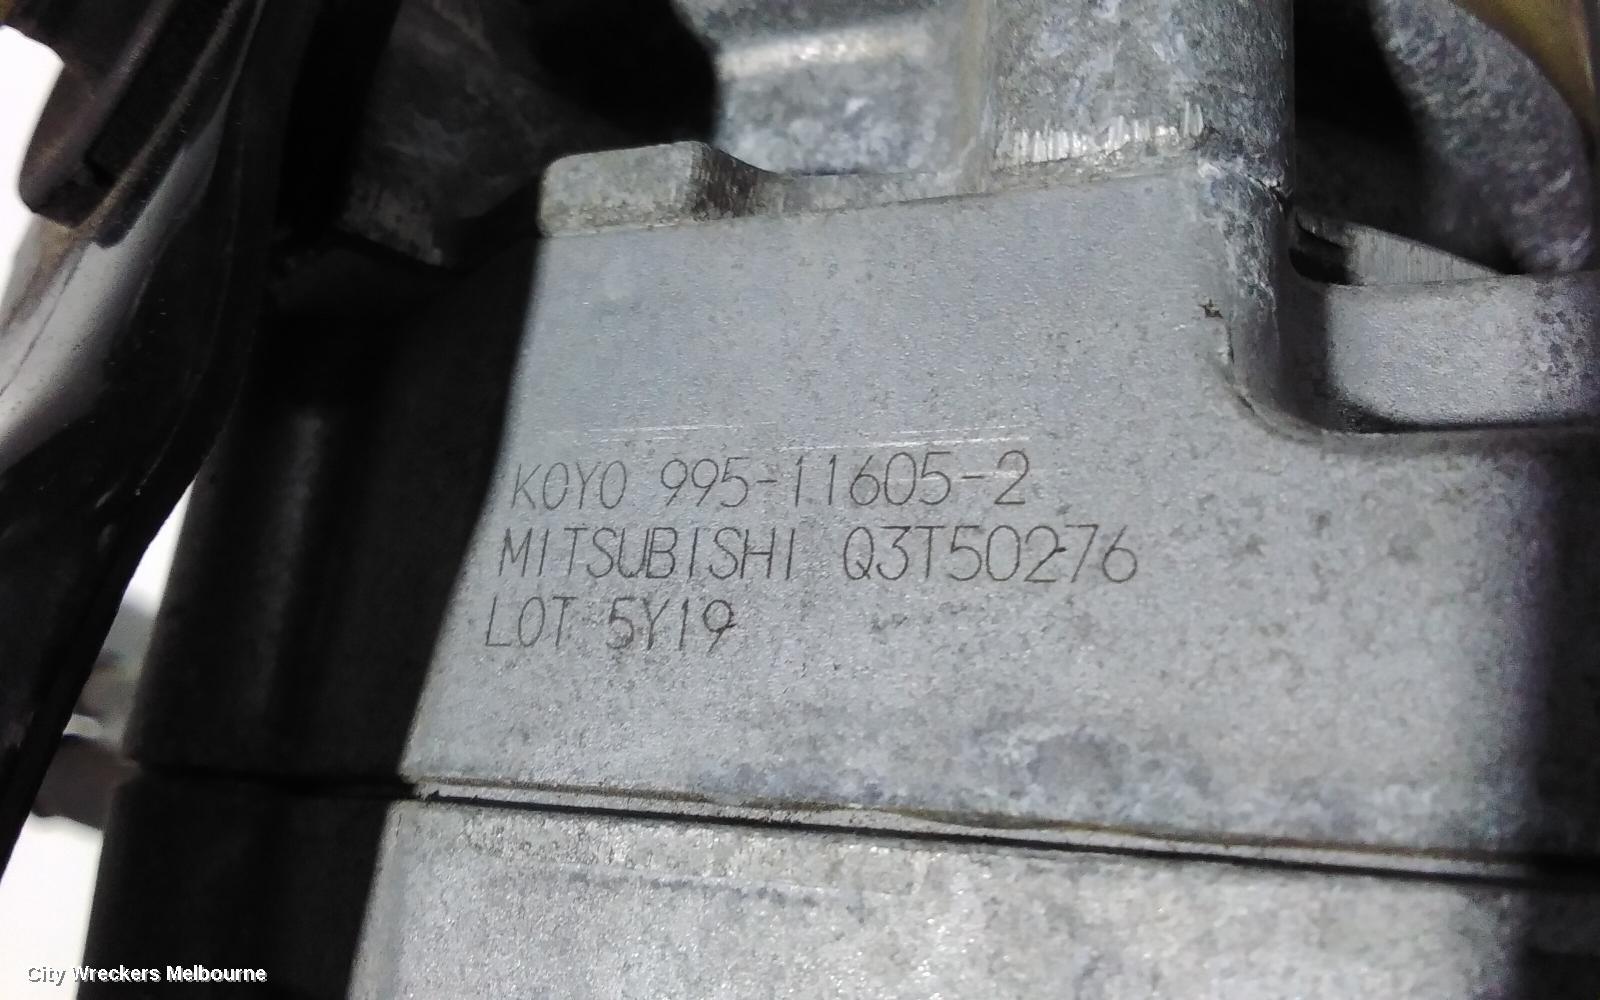 KOYO 995-11605-2
MITSUBISHI Q3T50276
LOT 5Y19
City Wreckers Melbourne